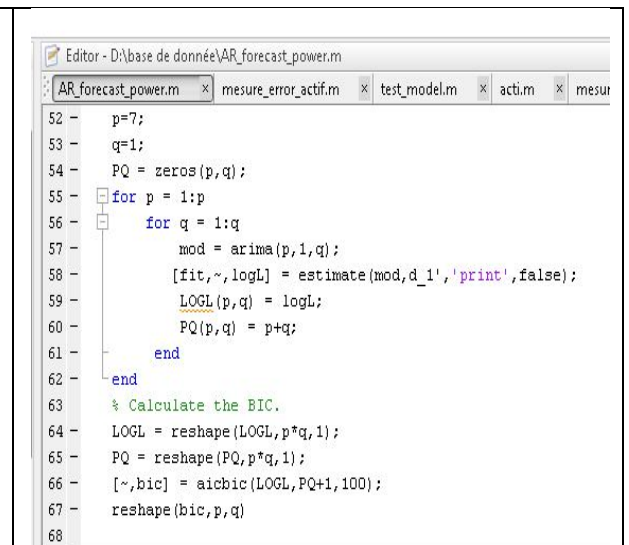 Editor - D:\base de donnée\AR_forecast_power.m
AR_forecast_power.m x mesure_error_actif.m x test_model.m x acti.m x mesur
52 - p=7;
53 - q=1;
54 - PQ = zeros(p,q);
55 - for p = 1:p
56 - for q = 1:q
57 - mod = arima(p,1,q);
58 - [fit,~,logL] = estimate(mod,d_1','print',false);
59 - LOGL(p,q) = logL;
60 - PQ(p,q) = p+q;
61 - end
62 - end
63 % Calculate the BIC.
64 - LOGL = reshape(LOGL,p*q,1);
65 - PQ = reshape(PQ,p*q,1);
66 - [~,bic] = aicbic(LOGL,PQ+1,100);
67 - reshape(bic,p,q)
68